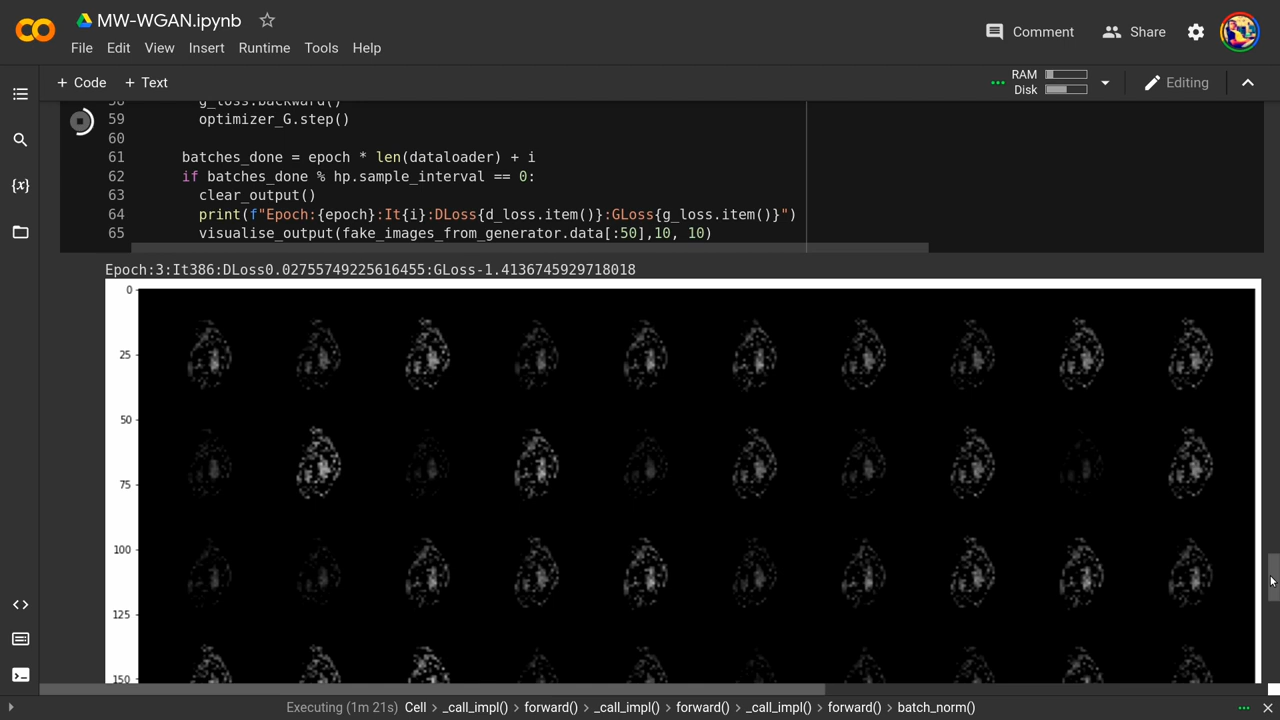 MW-WGAN.ipynb
File Edit View Insert Runtime Tools Help
Comment
Share
+ Code + Text
RAM
Disk
Editing
58 g_loss.backward()
59 optimizer_G.step()
60
61 batches_done = epoch * len(dataloader) + i
62 if batches_done % hp.sample_interval == 0:
63 clear_output()
64 print(f"Epoch:{epoch}:It{i}:DLoss{d_loss.item()}:GLoss{g_loss.item()}")
65 visualise_output(fake_images_from_generator.data[:50],10, 10)
Epoch:3:It386:DLoss0.02755749225616455:GLoss-1.4136745929718018
0
25
50
75
100
125
150
Executing (1m 21s) Cell > _call_impl() > forward() > _call_impl() > forward() > _call_impl() > forward() > batch_norm()